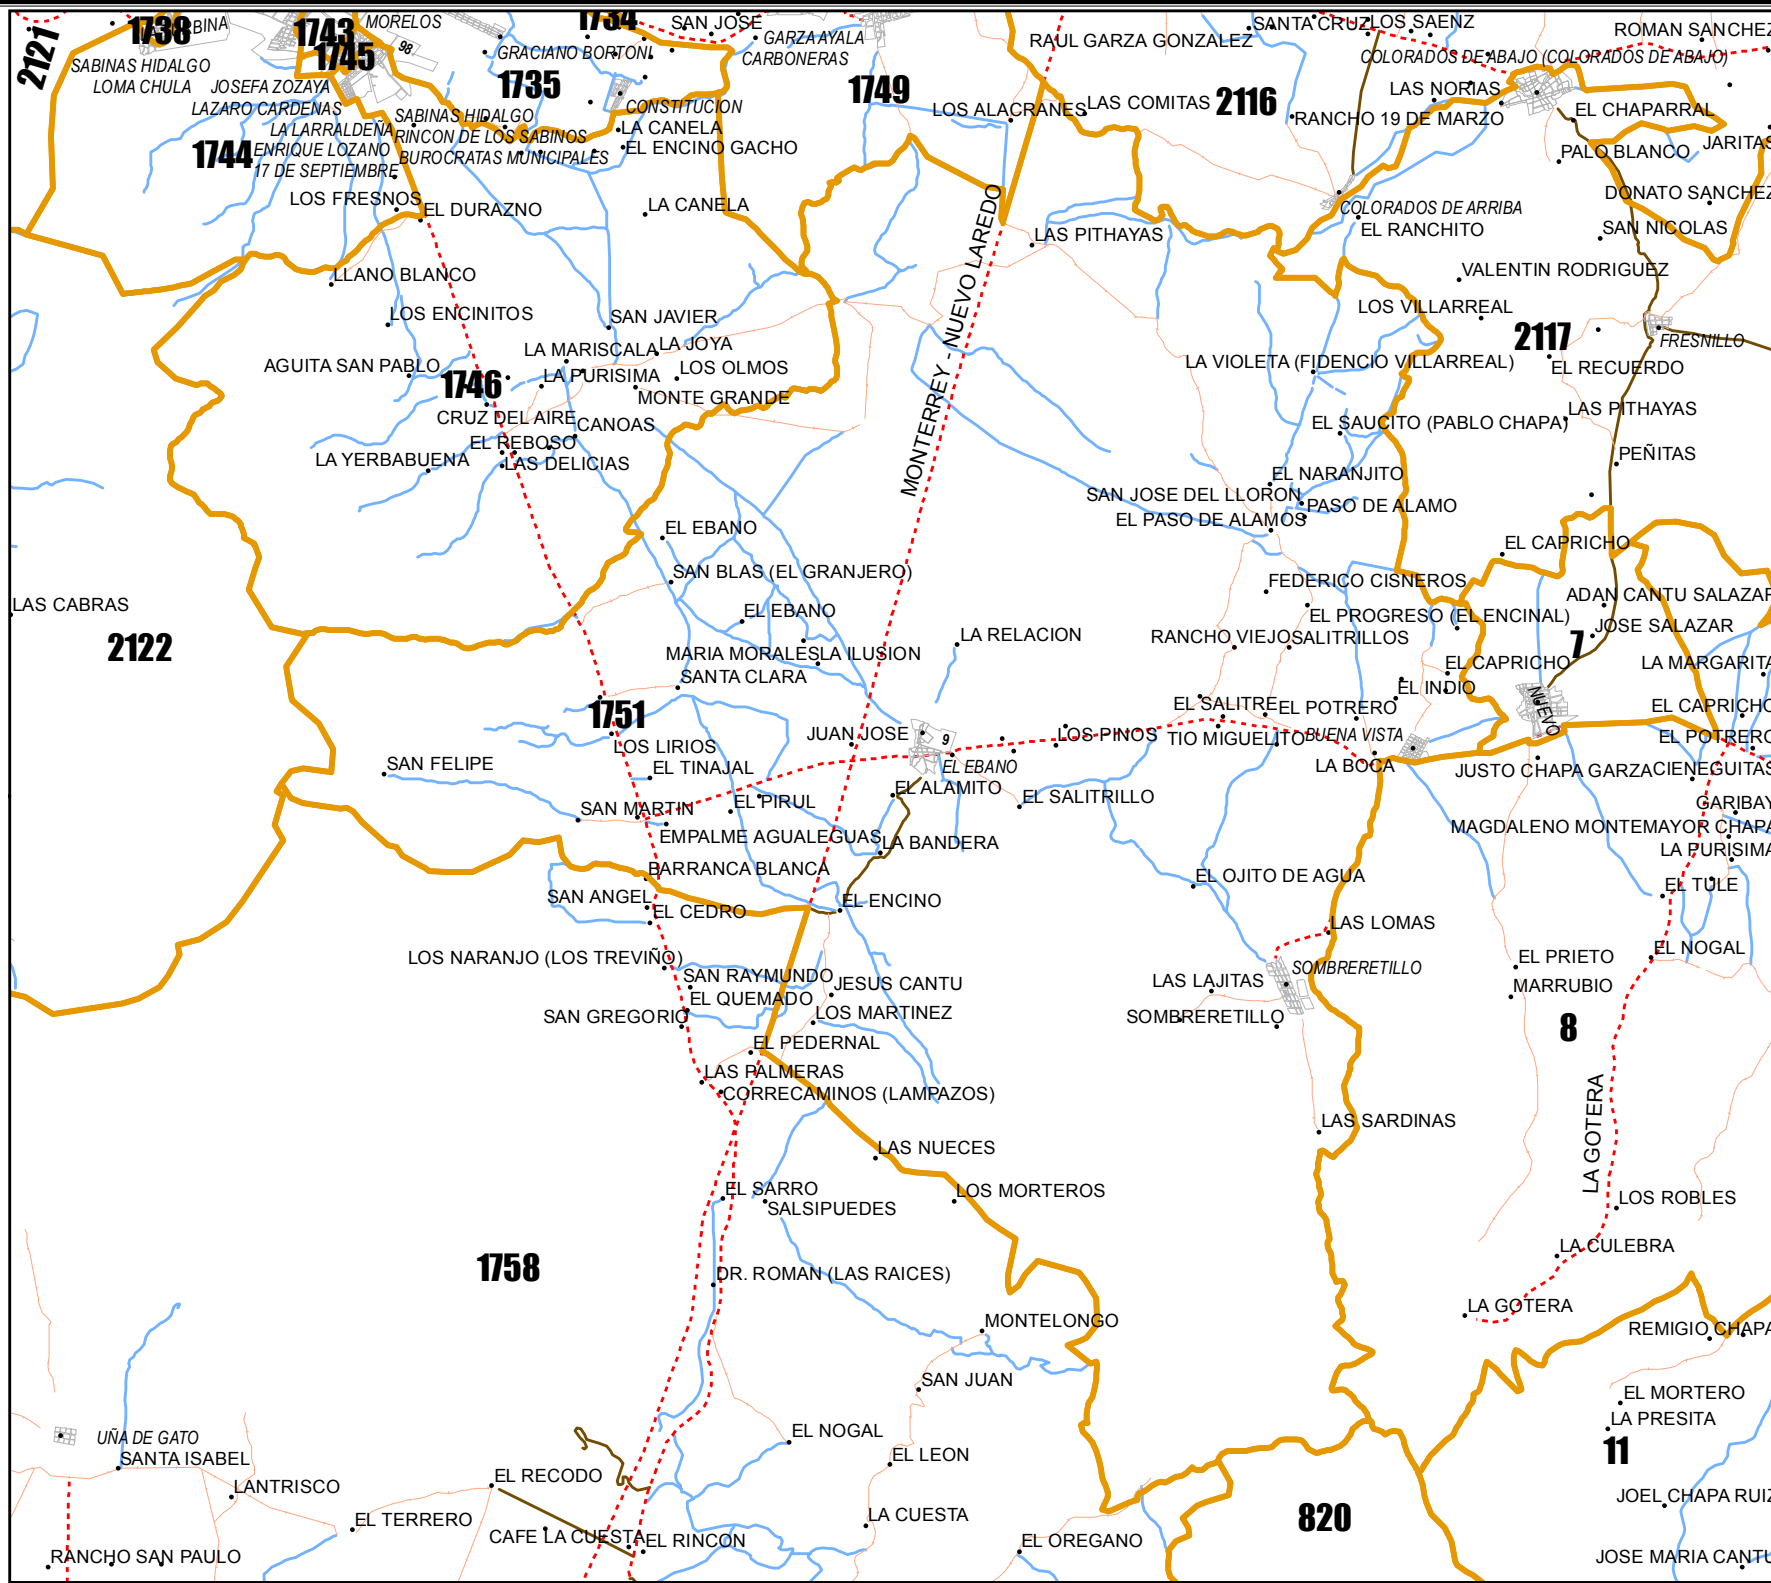 2121
1738
1743
1745
98
MORELOS
1734
SAN JOSE
GARZA AYALA
CARBONERAS
GRACIANO BORTONI
1735
SABINAS HIDALGO
LOMA CHULA
JOSEFA ZOZAYA
LAZARO CARDENAS
LA LARRALDEÑA
ENRIQUE LOZANO
17 DE SEPTIEMBRE
1744
SABINAS HIDALGO
RINCON DE LOS SABINOS
BUROCRATAS MUNICIPALES
CONSTITUCION
LA CANELA
EL ENCINO GACHO
1749
RAUL GARZA GONZALEZ
SANTA CRUZ
LOS SAENZ
ROMAN SANCHEZ
COLORADOS DE ABAJO (COLORADOS DE ABAJO)
LOS ALACRANES
LAS COMITAS
2116
LAS NORIAS
RANCHO 19 DE MARZO
EL CHAPARRAL
PALO BLANCO
JARITAS
LOS FRESNOS
EL DURAZNO
LA CANELA
DONATO SANCHEZ
COLORADOS DE ARRIBA
EL RANCHITO
SAN NICOLAS
LAS PITHAYAS
MONTERREY - NUEVO LAREDO
LLANO BLANCO
VALENTIN RODRIGUEZ
LOS ENCINITOS
SAN JAVIER
LOS VILLARREAL
2117
FRESNILLO
LA MARISCALA
LA JOYA
AGUITA SAN PABLO
1746
LA PURISIMA
LOS OLMOS
MONTE GRANDE
LA VIOLETA (FIDENCIO VILLARREAL)
EL RECUERDO
CRUZ DEL AIRE
CANOAS
EL REBOSO
LAS DELICIAS
LA YERBABUENA
EL SAUCITO (PABLO CHAPA)
LAS PITHAYAS
PEÑITAS
EL NARANJITO
SAN JOSE DEL LLORON
PASO DE ALAMO
EL PASO DE ALAMOS
EL EBANO
EL CAPRICHO
SAN BLAS (EL GRANJERO)
FEDERICO CISNEROS
ADAN CANTU SALAZAR
LAS CABRAS
EL EBANO
EL PROGRESO (EL ENCINAL)
JOSE SALAZAR
7
2122
LA RELACION
RANCHO VIEJO
SALITRILLOS
MARIA MORALES
LA ILUSION
EL CAPRICHO
LA MARGARITA
SANTA CLARA
EL INDIO
NUEVO
EL CAPRICHO
1751
EL SALITRE
EL POTRERO
JUAN JOSE
9
LOS PINOS
TIO MIGUELITO
BUENA VISTA
EL POTRERO
LOS LIRIOS
SAN FELIPE
EL TINAJAL
EL EBANO
LA BOCA
JUSTO CHAPA GARZA
CIENEGUITAS
EL ALAMITO
EL SALITRILLO
SAN MARTIN
EL PIRUL
GARIBAY
EMPALME AGUALEGUAS
LA BANDERA
MAGDALENO MONTEMAYOR CHAPA
LA PURISIMA
BARRANCA BLANCA
EL OJITO DE AGUA
EL TULE
SAN ANGEL
EL CEDRO
EL ENCINO
LAS LOMAS
LOS NARANJO (LOS TREVIÑO)
EL PRIETO
EL NOGAL
SAN RAYMUNDO
JESUS CANTU
SOMBRERETILLO
LAS LAJITAS
MARRUBIO
EL QUEMADO
LOS MARTINEZ
SAN GREGORIO
SOMBRERETILLO
8
EL PEDERNAL
LAS PALMERAS
CORRECAMINOS (LAMPAZOS)
LA GOTERA
LAS SARDINAS
LAS NUECES
EL SARRO
SALSIPUEDES
LOS MORTEROS
LOS ROBLES
1758
DR. ROMAN (LAS RAICES)
LA CULEBRA
LA GOTERA
MONTELONGO
REMIGIO CHAPA
SAN JUAN
EL MORTERO
LA PRESITA
UÑA DE GATO
EL NOGAL
11
SANTA ISABEL
EL LEON
LANTRISCO
EL RECODO
JOEL CHAPA RUIZ
EL TERRERO
820
CAFE LA CUESTA
EL RINCON
LA CUESTA
EL OREGANO
RANCHO SAN PAULO
JOSE MARIA CANTU